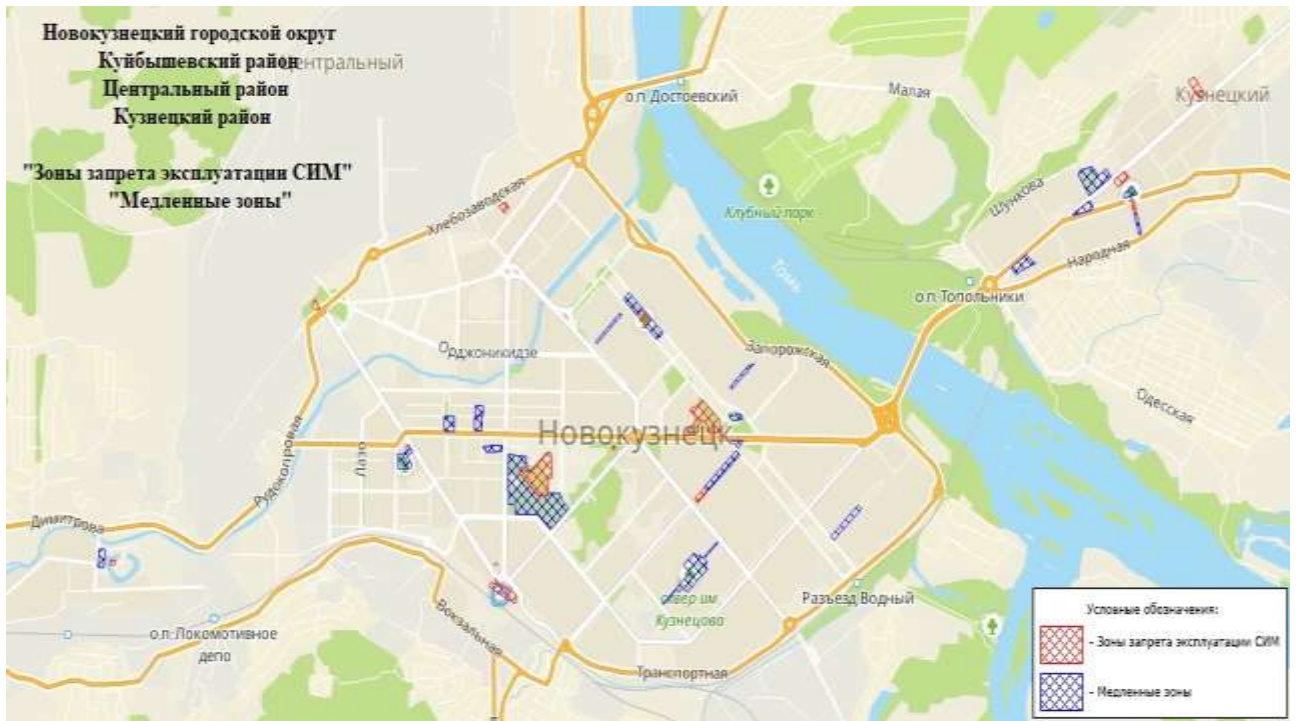 Новокузнецкий городской округ
Куйбышевский район
Центральный
Центральный район
Кузнецкий район
"Зоны запрета эксплуатации СИМ"
"Медленные зоны"
о.п. Достоевский
Малая
Кузнецкий
Хлебозаводская
Клубный парк
Шункова
Народная
Томь
о.п. Топольники
Орджоникидзе
Запорожская
Одесская
Новокузнецк
Лазо
Рудокопровая
Димитрова
сквер им.
Кузнецова
Разъезд Водный
о.п. Локомотивное
депо
Вокзальная
Транспортная
Условные обозначения:
- Зоны запрета эксплуатации СИМ
- Медленные зоны